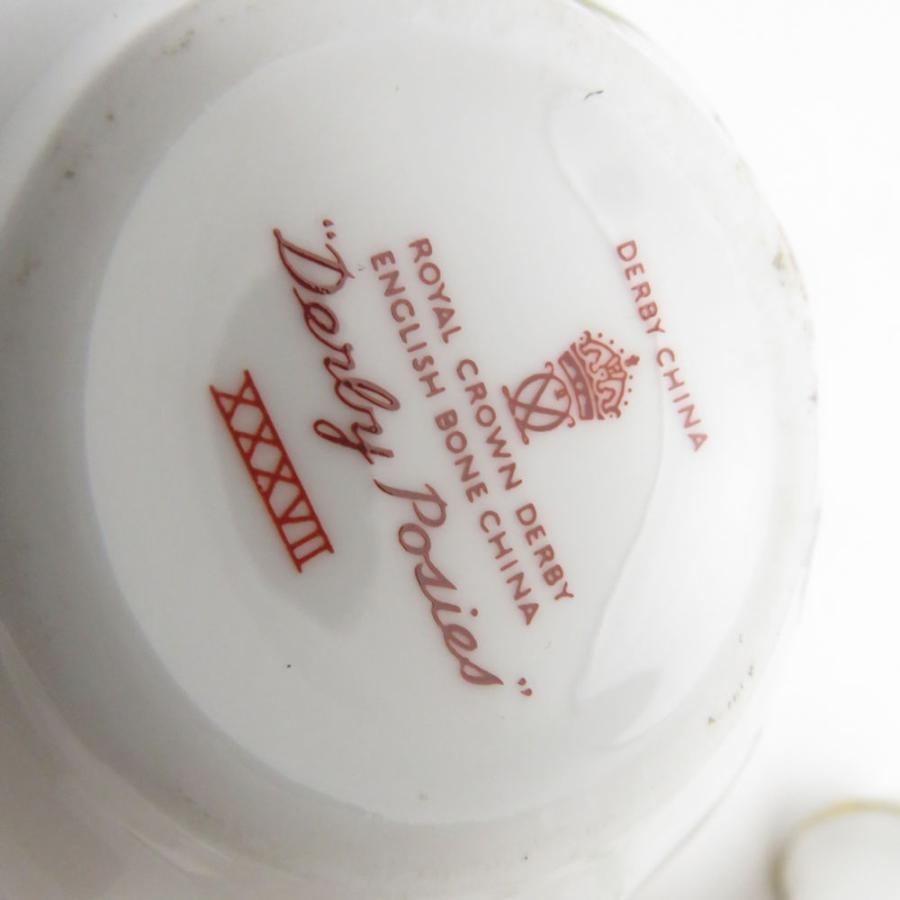 DERBY CHINA
ROYAL CROWN DERBY
ENGLISH BONE CHINA
"Derby Posies"
XXXVII